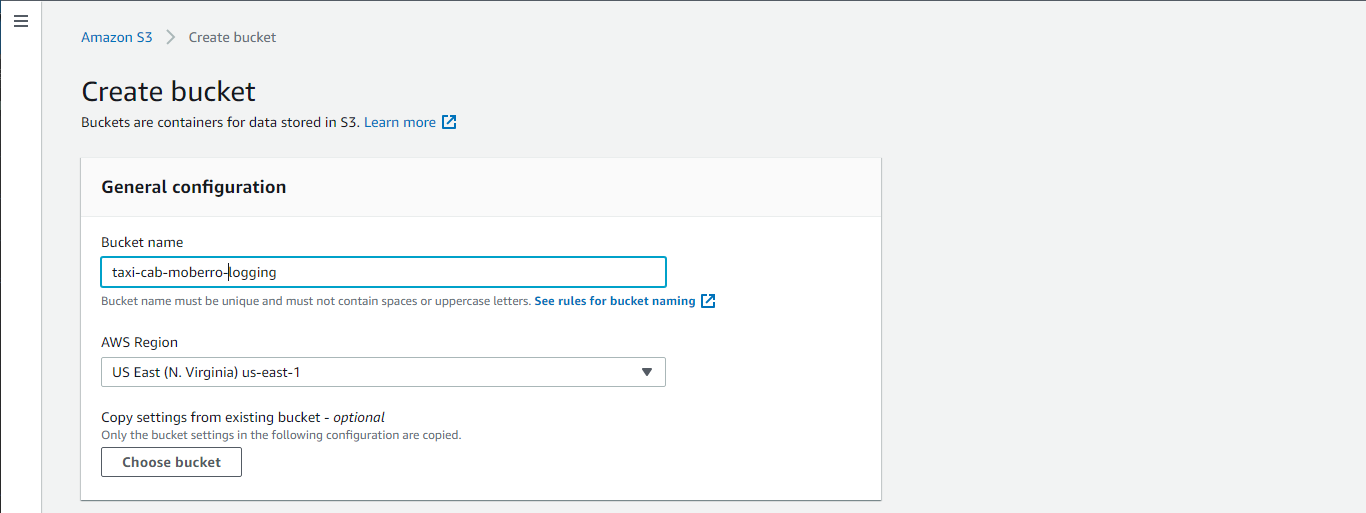 Amazon S3 > Create bucket
Create bucket
Buckets are containers for data stored in S3. Learn more
General configuration
Bucket name
taxi-cab-moberro-logging
Bucket name must be unique and must not contain spaces or uppercase letters. See rules for bucket naming
AWS Region
US East (N. Virginia) us-east-1
Copy settings from existing bucket - optional
Only the bucket settings in the following configuration are copied.
Choose bucket